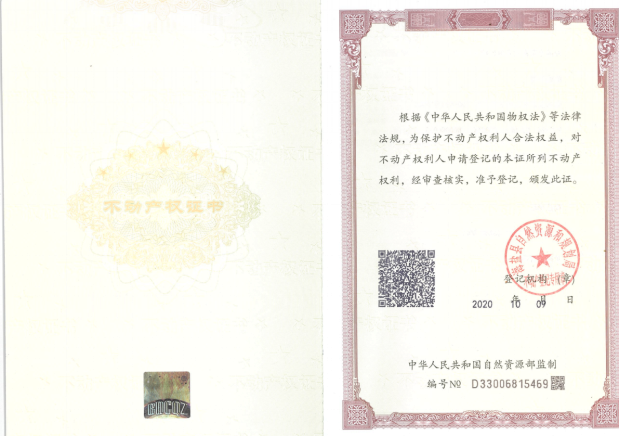 不动产权证书
根据《中华人民共和国物权法》等法律
法规，为保护不动产权利人合法权益，对
不动产权利人申请登记的本证所列不动产
权利，经审查核实，准予登记，颁发此证。
登记机构（章）
2020 年 10 月 09 日
中华人民共和国自然资源部监制
编号№ D33006815469